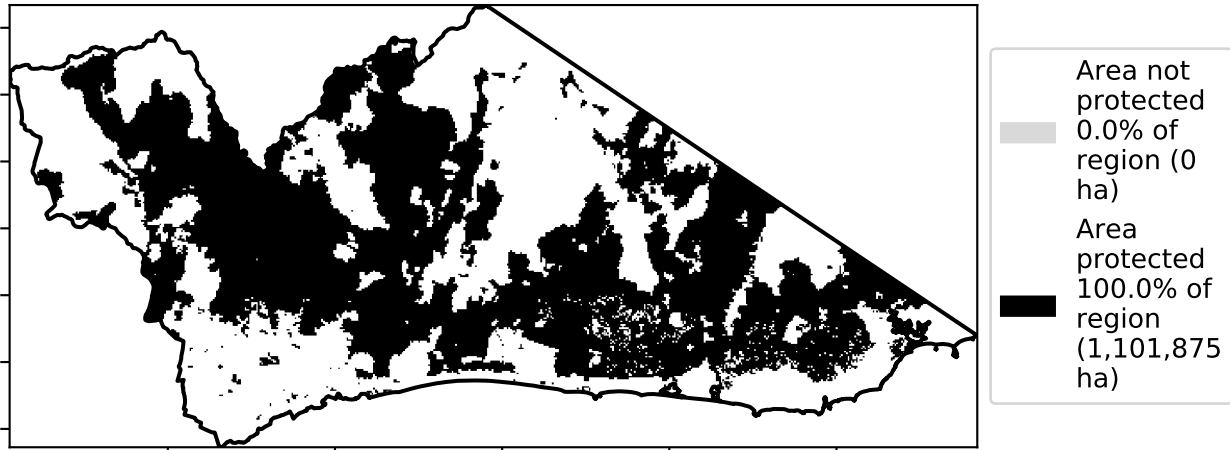 Area not
protected
0.0% of
region (0
ha)
Area
protected
100.0% of
region
(1,101,875
ha)